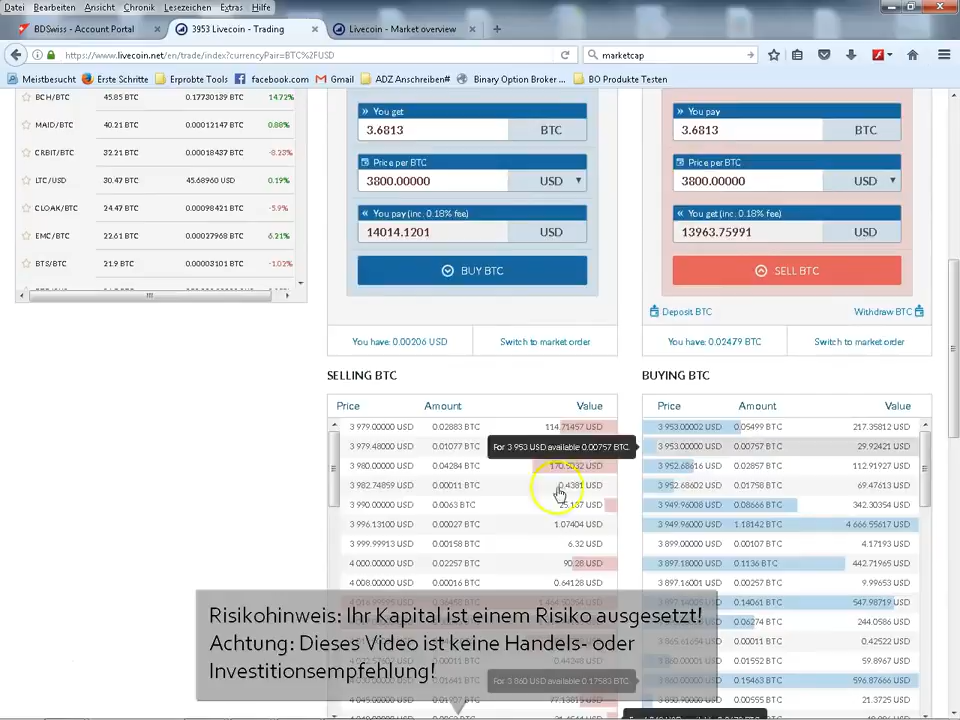 Datei Bearbeiten Ansicht Chronik Lesezeichen Extras Hilfe
BDSwiss - Account Portal × 3953 Livecoin - Trading × Livecoin - Market overview × +
https://www.livecoin.net/en/trade/index?currencyPair=BTC%2FUSD marketcap
Meistbesucht Erste Schritte Erprobte Tools facebook.com Gmail ADZ Anschreiben# Binary Option Broker ... BO Produkte Testen
BCH/BTC 45.85 BTC 0.17730139 BTC 14.72%
MAID/BTC 40.21 BTC 0.00012147 BTC 0.88%
CRBIT/BTC 32.21 BTC 0.00018437 BTC -8.23%
LTC/USD 30.47 BTC 45.68960 USD 0.19%
CLOAK/BTC 24.47 BTC 0.00098421 BTC -5.9%
EMC/BTC 22.61 BTC 0.00027968 BTC 6.21%
BTS/BTC 21.9 BTC 0.00003101 BTC -1.02%
» You get
3.6813 BTC
Price per BTC
3800.00000 USD ▼
« You pay (inc. 0.18% fee)
14014.1201 USD
BUY BTC
You have: 0.00206 USD Switch to market order
» You pay
3.6813 BTC
Price per BTC
3800.00000 USD ▼
« You get (inc. 0.18% fee)
13963.75991 USD
SELL BTC
Deposit BTC Withdraw BTC
You have: 0.02479 BTC Switch to market order
SELLING BTC
Price Amount Value
3 979.00000 USD 0.02883 BTC 114.71457 USD
3 979.48000 USD 0.01077 BTC
For 3 953 USD available 0.00757 BTC.
3 980.00000 USD 0.04284 BTC 170.5032 USD
3 982.74859 USD 0.00011 BTC 0.4381 USD
3 990.00000 USD 0.0063 BTC 25.137 USD
3 996.13100 USD 0.00027 BTC 1.07404 USD
3 999.99913 USD 0.00158 BTC 6.32 USD
4 000.00000 USD 0.02257 BTC 90.28 USD
4 008.00000 USD 0.00016 BTC 0.64128 USD
BUYING BTC
Price Amount Value
3 953.00002 USD 0.05499 BTC 217.35812 USD
3 953.00000 USD 0.00757 BTC 29.92421 USD
3 952.68616 USD 0.02857 BTC 112.91927 USD
3 952.68602 USD 0.01758 BTC 69.47613 USD
3 949.96008 USD 0.08666 BTC 342.30354 USD
3 949.96000 USD 1.18142 BTC 4 666.55617 USD
3 899.00000 USD 0.00107 BTC 4.17193 USD
3 897.18000 USD 0.1136 BTC 442.71965 USD
3 897.16001 USD 0.00257 BTC 9.99653 USD
0.14061 BTC 547.98719 USD
0.06274 BTC 244.0586 USD
0.00011 BTC 0.42522 USD
0.01552 BTC 59.8967 USD
0.15463 BTC 596.87666 USD
21.3725 USD
Risikohinweis: Ihr Kapital ist einem Risiko ausgesetzt!
Achtung: Dieses Video ist keine Handels- oder
Investitionsempfehlung!
For 3 860 USD available 0.17583 BTC.